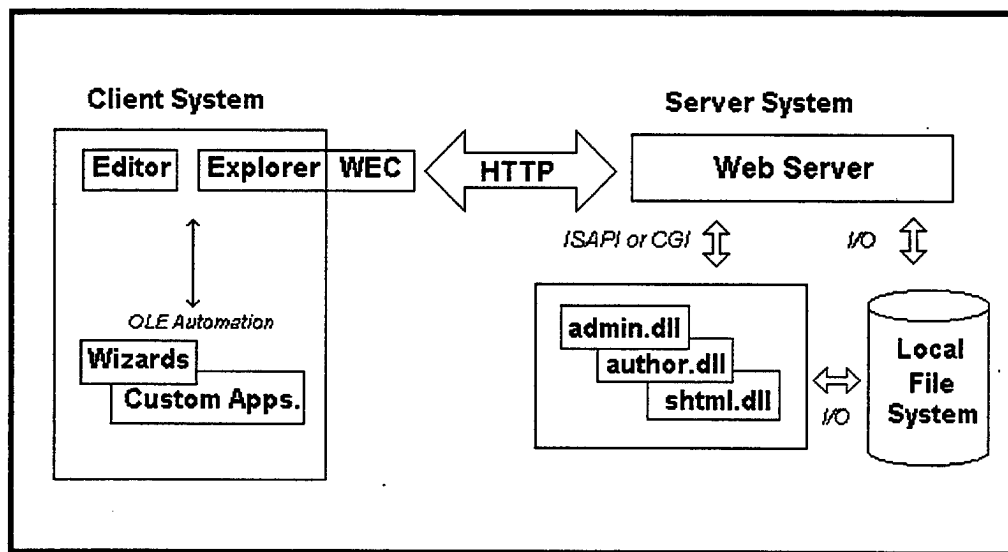 Client System
Server System
Editor
Explorer WEC
HTTP
Web Server
ISAPI or CGI
I/O
OLE Automation
Wizards
Custom Apps.
admin.dll
author.dll
shtml.dll
I/O
Local
File
System